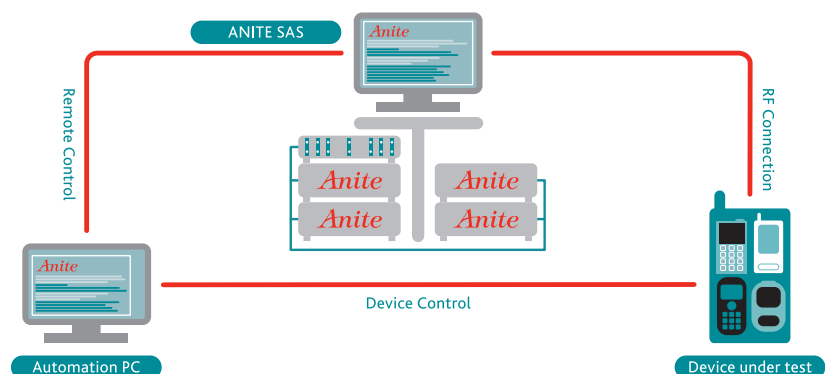 ANITE SAS
Anite
Remote Control
RF Connection
Anite
Anite
Anite
Anite
Anite
Device Control
Automation PC
Device under test